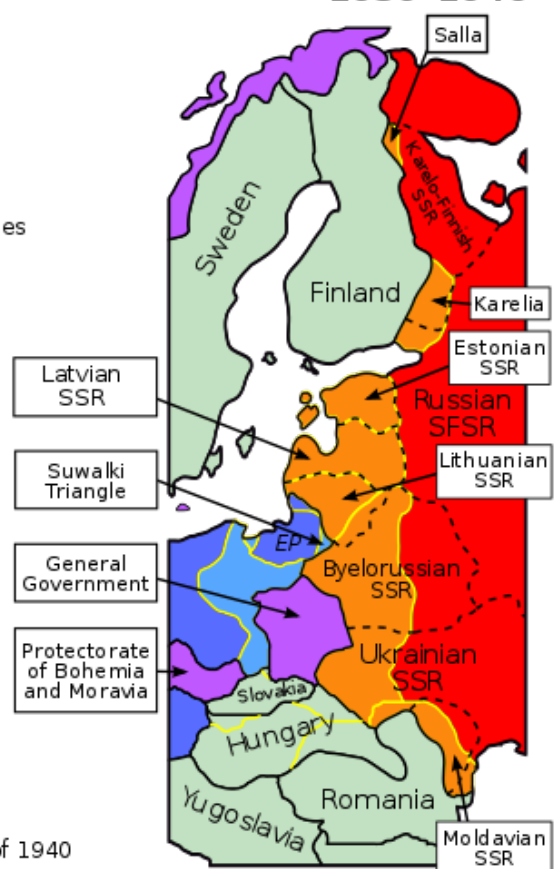 Salla
Karelo-Finnish
SSR
Sweden
es
Finland
Karelia
Estonian
SSR
Latvian
SSR
Russian
SFSR
Suwalki
Triangle
Lithuanian
SSR
EP
General
Government
Byelorussian
SSR
Protectorate
of Bohemia
and Moravia
Ukrainian
SSR
Slovakia
Hungary
Romania
Yugoslavia
of 1940
Moldavian
SSR